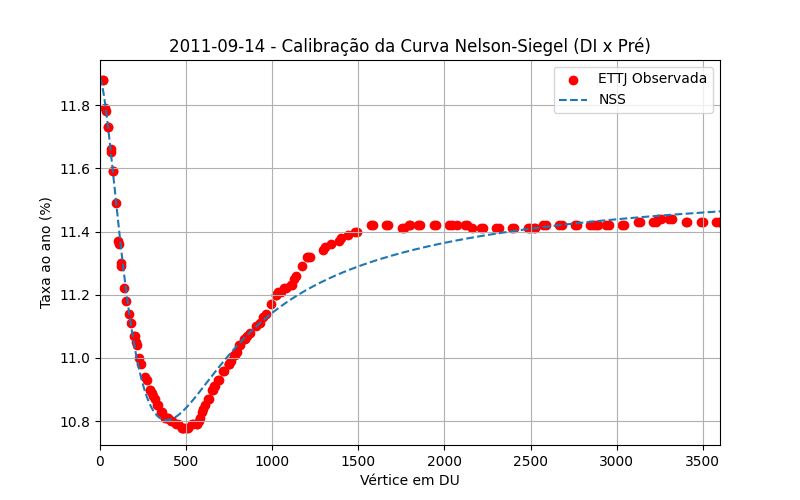 2011-09-14 - Calibração da Curva Nelson-Siegel (DI x Pré)
ETTJ Observada
NSS
Taxa ao ano (%)
11.8
11.6
11.4
11.2
11.0
10.8
0 500 1000 1500 2000 2500 3000 3500
Vértice em DU